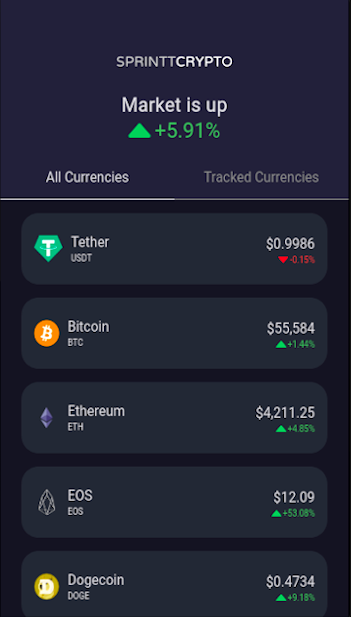 SPRINTTCRYPTO
Market is up
+5.91%
All Currencies Tracked Currencies
Tether $0.9986
USDT -0.15%
Bitcoin $55,584
BTC +1.44%
Ethereum $4,211.25
ETH +4.85%
EOS $12.09
EOS +53.08%
Dogecoin $0.4734
DOGE +9.18%